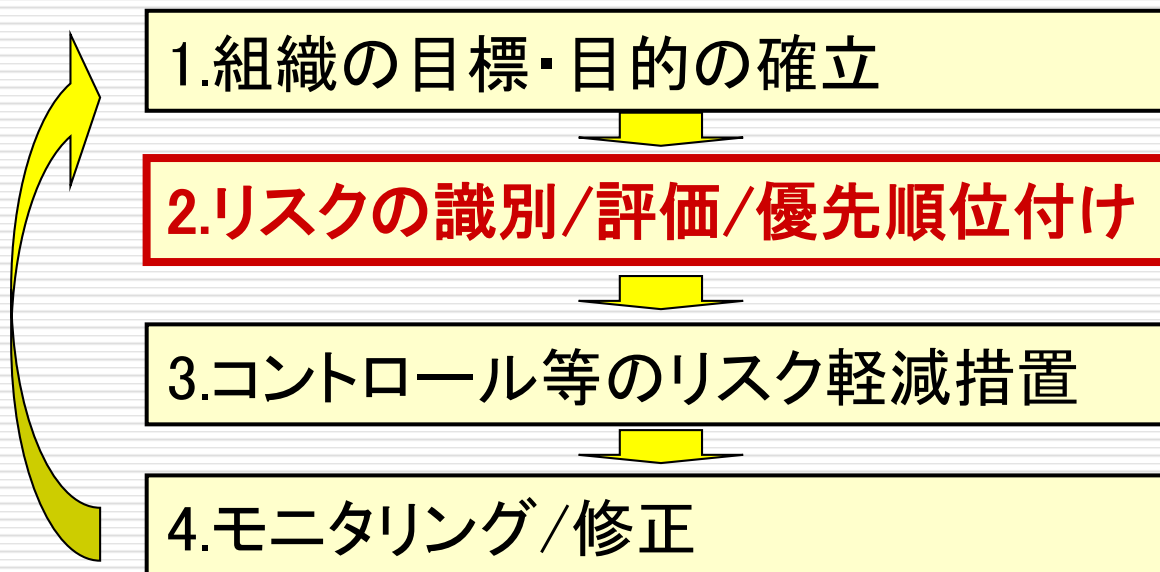 1.組織の目標・目的の確立
2.リスクの識別/評価/優先順位付け
3.コントロール等のリスク軽減措置
4.モニタリング/修正